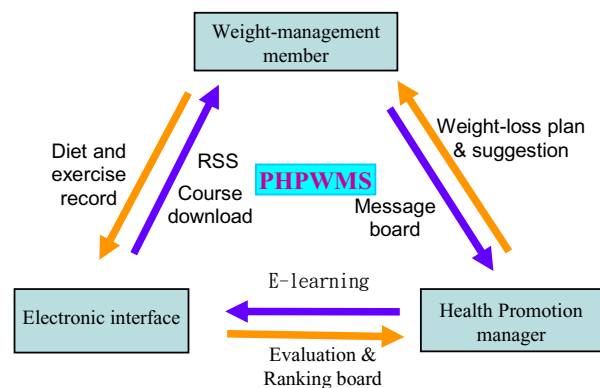 Weight-management
member
Diet and
exercise
record
RSS
Course
download
PHPWMS
Weight-loss plan
& suggestion
Message
board
E-learning
Electronic interface
Health Promotion
manager
Evaluation &
Ranking board